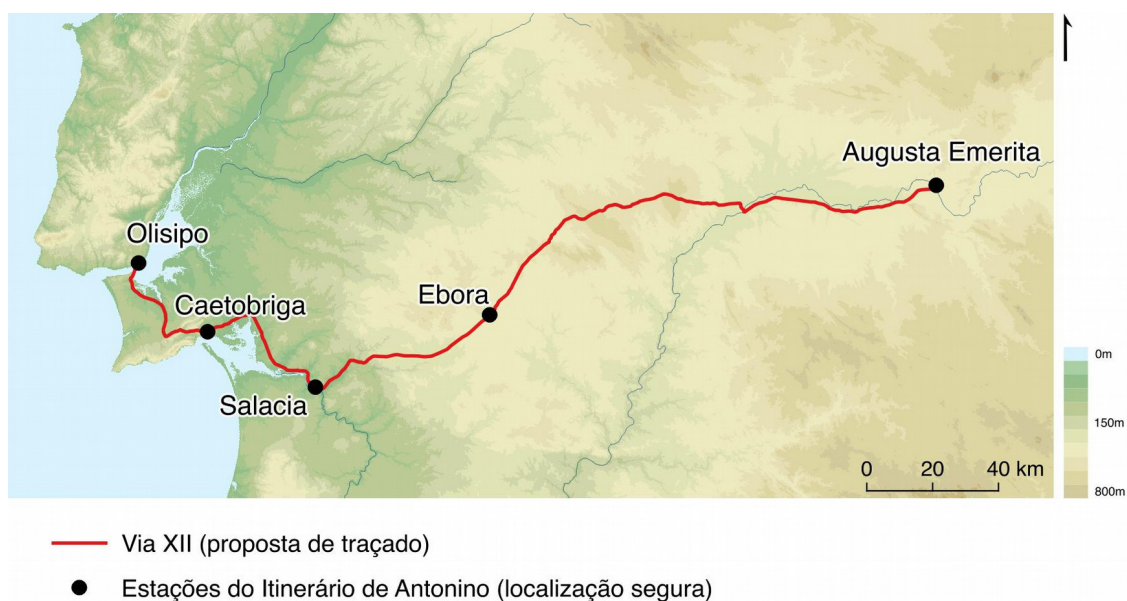 Augusta Emerita
Olisipo
Caetobriga
Ebora
Salacia
0m
150m
800m
0 20 40 km
Via XII (proposta de traçado)
Estações do Itinerário de Antonino (localização segura)